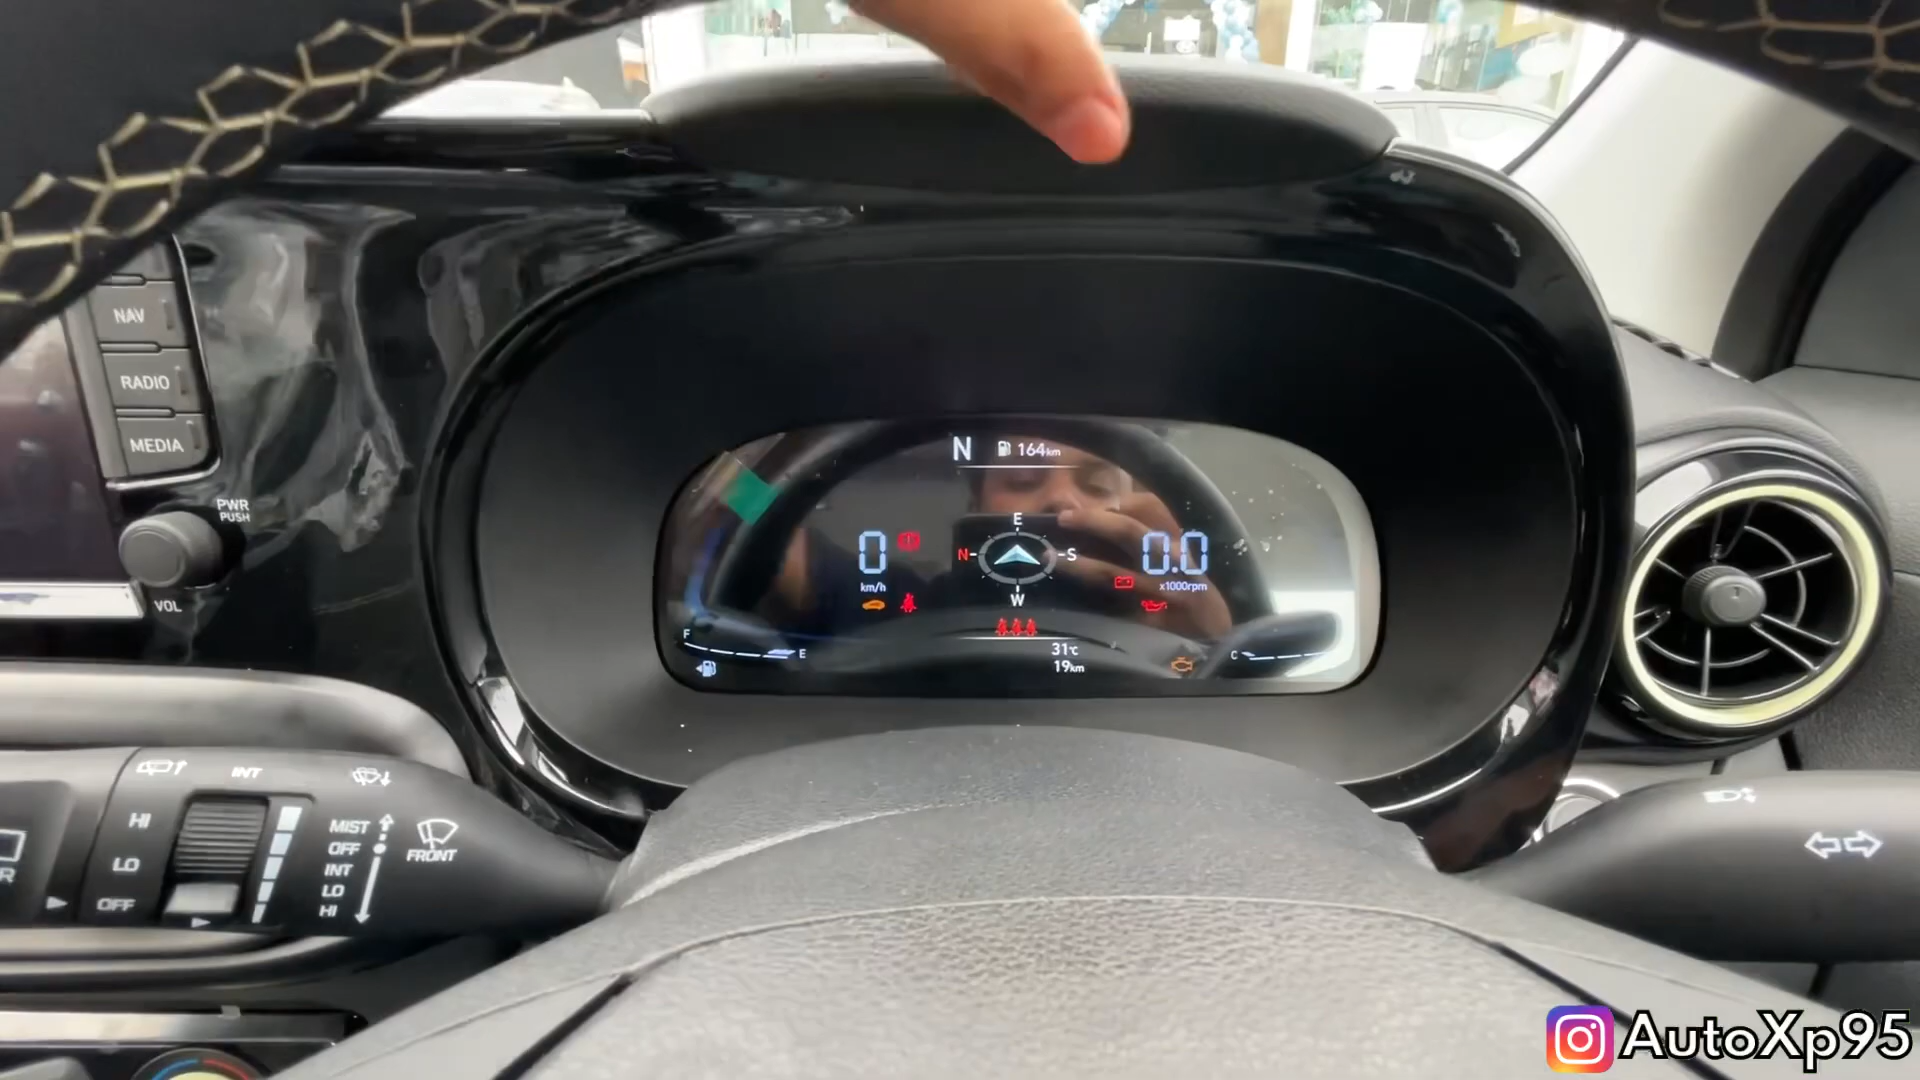 NAV
RADIO
MEDIA
PWR
PUSH
VOL
N 164km
E
N
S
W
0
km/h
0.0
x1000rpm
F
E
C
31℃
19km
INT
HI
LO
OFF
MIST
OFF
INT
LO
HI
FRONT
R
AutoXp95